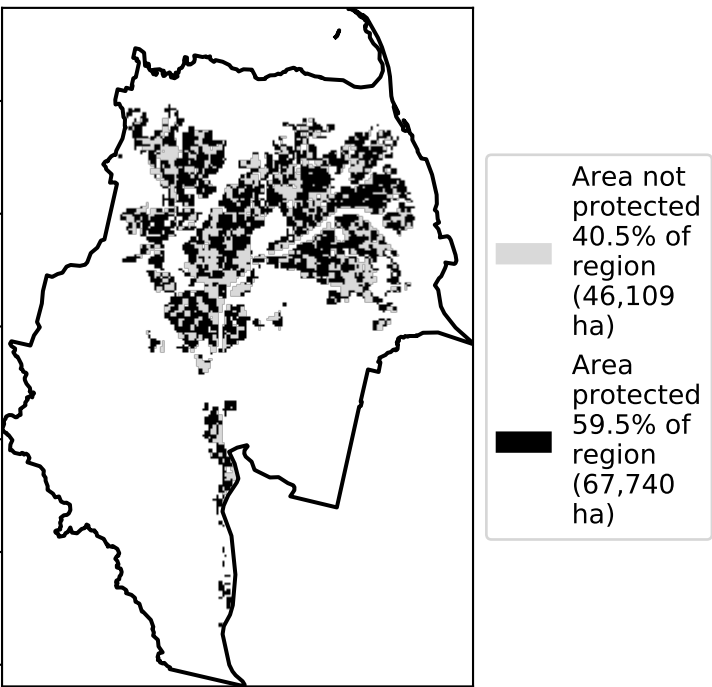 Area not
protected
40.5% of
region
(46,109
ha)
Area
protected
59.5% of
region
(67,740
ha)